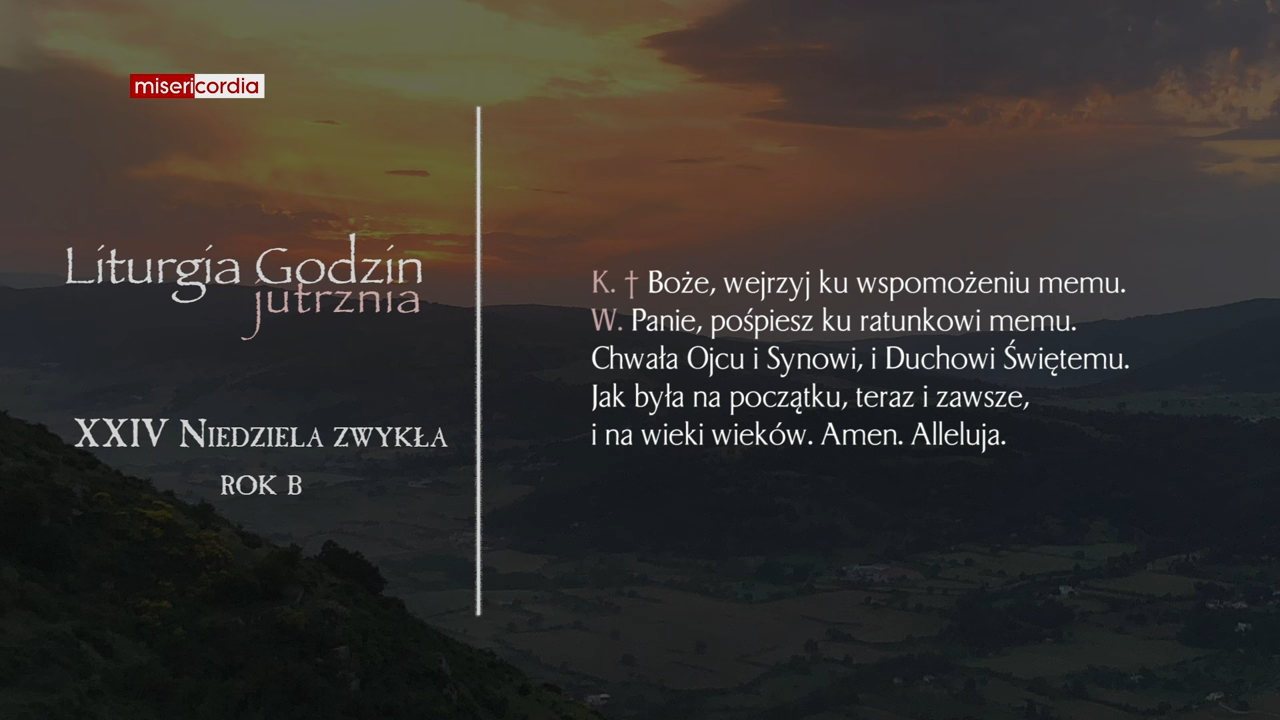 misericordia
Liturgia Godzin
jutrznia
XXIV Niedziela zwykła
rok B
K. † Boże, wejrzyj ku wspomożeniu memu.
W. Panie, pośpiesz ku ratunkowi memu.
Chwała Ojcu i Synowi, i Duchowi Świętemu.
Jak była na początku, teraz i zawsze,
i na wieki wieków. Amen. Alleluja.